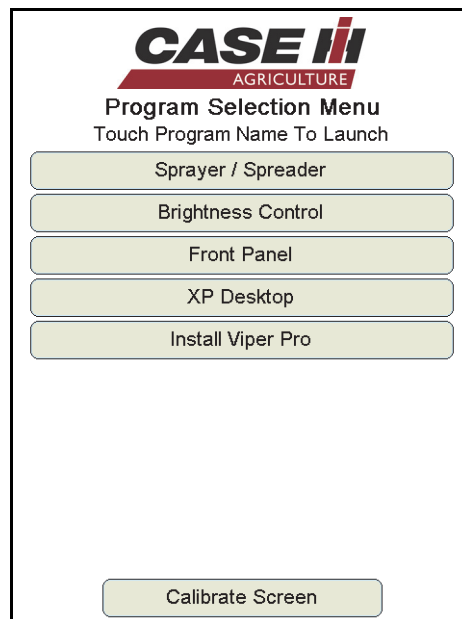 CASE IH
AGRICULTURE
Program Selection Menu
Touch Program Name To Launch
Sprayer / Spreader
Brightness Control
Front Panel
XP Desktop
Install Viper Pro
Calibrate Screen